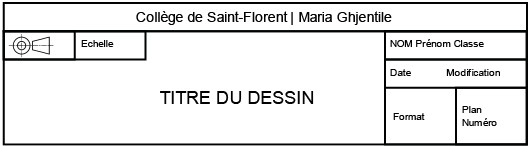 Collège de Saint-Florent | Maria Ghjentile
Echelle
NOM Prénom Classe
Date Modification
TITRE DU DESSIN
Format
Plan
Numéro